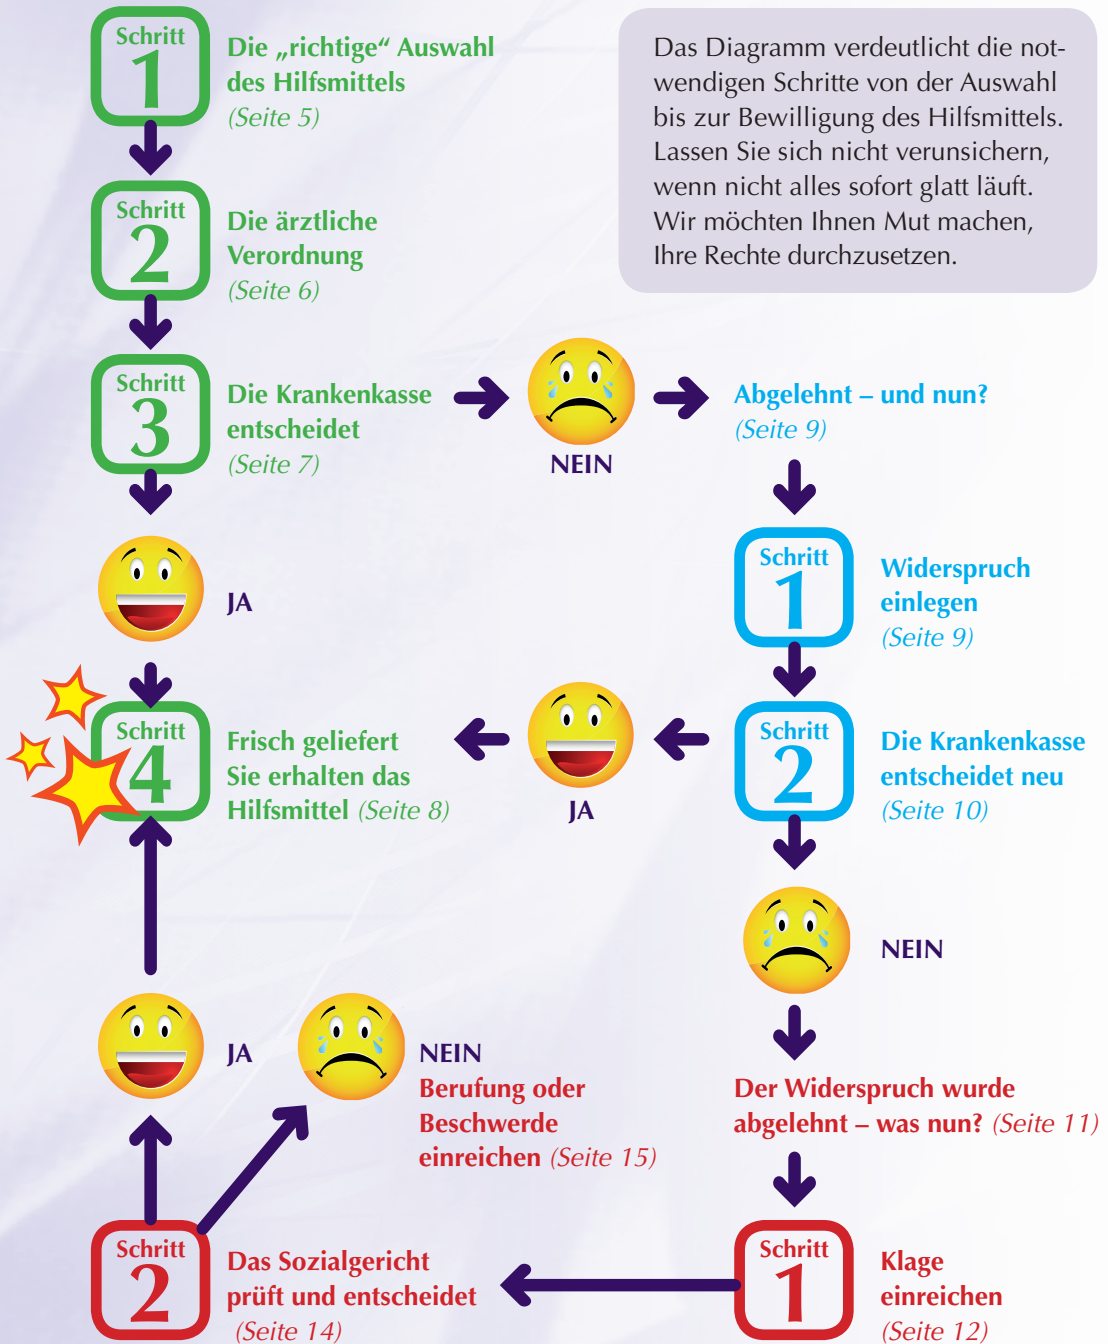 Schritt
1
Die „richtige“ Auswahl
des Hilfsmittels
(Seite 5)
Das Diagramm verdeutlicht die not-
wendigen Schritte von der Auswahl
bis zur Bewilligung des Hilfsmittels.
Lassen Sie sich nicht verunsichern,
wenn nicht alles sofort glatt läuft.
Wir möchten Ihnen Mut machen,
Ihre Rechte durchzusetzen.
Schritt
2
Die ärztliche
Verordnung
(Seite 6)
Schritt
3
Die Krankenkasse
entscheidet
(Seite 7)
NEIN
Abgelehnt – und nun?
(Seite 9)
JA
Schritt
1
Widerspruch
einlegen
(Seite 9)
Schritt
4
Frisch geliefert
Sie erhalten das
Hilfsmittel (Seite 8)
JA
Schritt
2
Die Krankenkasse
entscheidet neu
(Seite 10)
NEIN
JA
NEIN
Berufung oder
Beschwerde
einreichen (Seite 15)
Der Widerspruch wurde
abgelehnt – was nun? (Seite 11)
Schritt
2
Das Sozialgericht
prüft und entscheidet
(Seite 14)
Schritt
1
Klage
einreichen
(Seite 12)